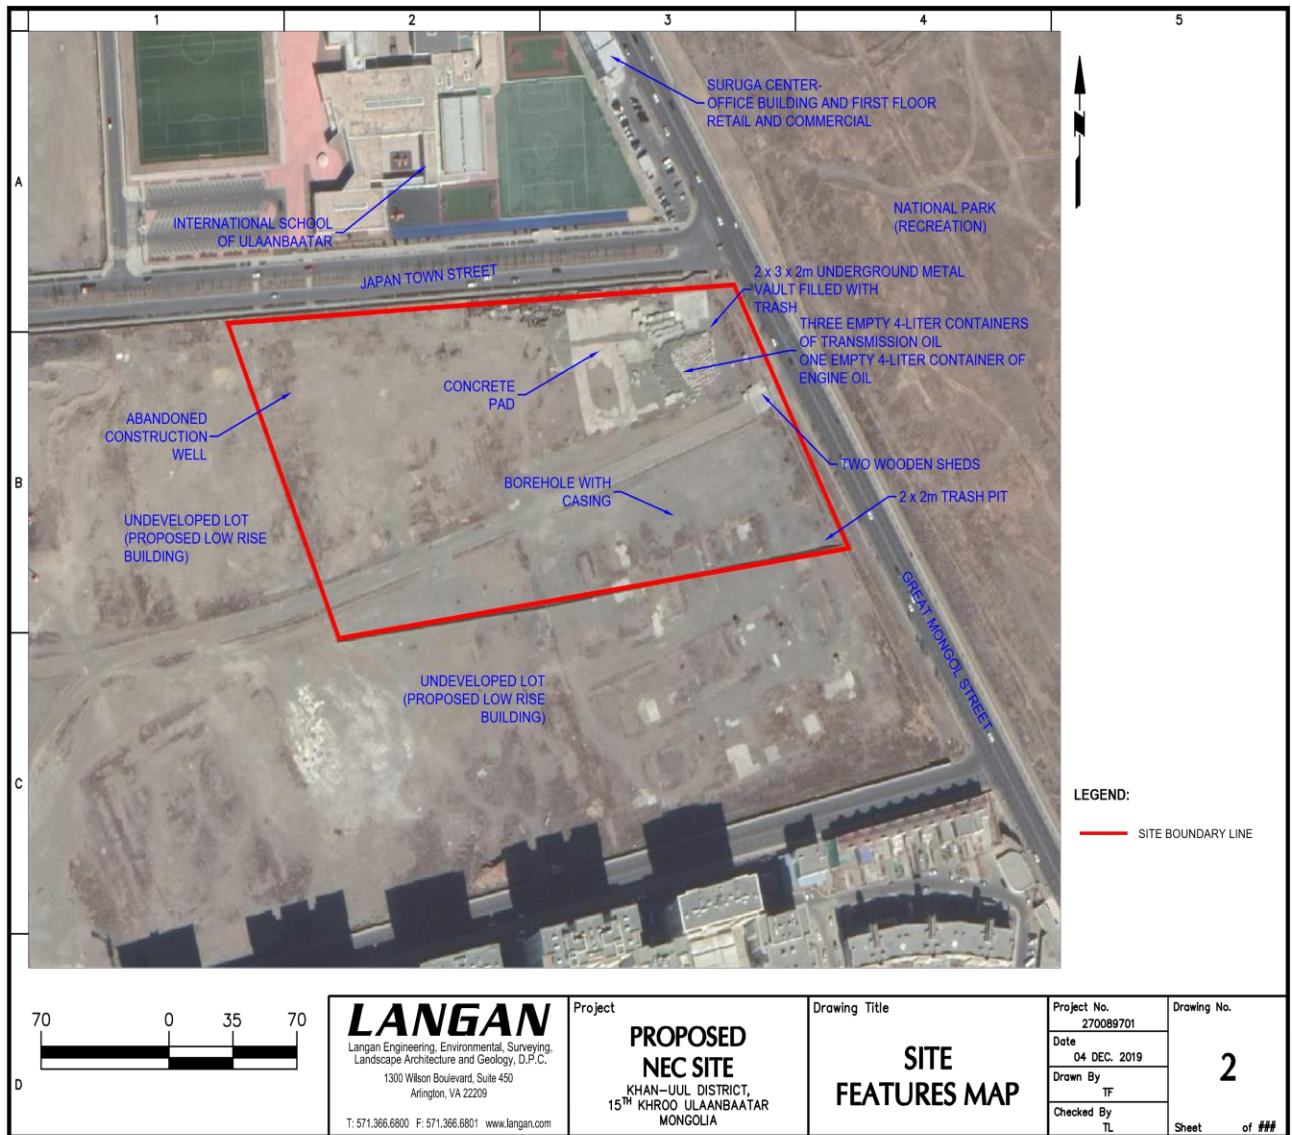 1 2 3 4 5
A
B
C
D
SURUGA CENTER-
OFFICE BUILDING AND FIRST FLOOR
RETAIL AND COMMERCIAL
NATIONAL PARK
(RECREATION)
INTERNATIONAL SCHOOL
OF ULAANBAATAR
JAPAN TOWN STREET
2 x 3 x 2m UNDERGROUND METAL
VAULT FILLED WITH
TRASH
THREE EMPTY 4-LITER CONTAINERS
OF TRANSMISSION OIL
ONE EMPTY 4-LITER CONTAINER OF
ENGINE OIL
CONCRETE
PAD
ABANDONED
CONSTRUCTION
WELL
TWO WOODEN SHEDS
BOREHOLE WITH
CASING
2 x 2m TRASH PIT
UNDEVELOPED LOT
(PROPOSED LOW RISE
BUILDING)
GREAT MONGOL STREET
UNDEVELOPED LOT
(PROPOSED LOW RISE
BUILDING)
N
LEGEND:
SITE BOUNDARY LINE
70 0 35 70
LANGAN
Langan Engineering, Environmental, Surveying,
Landscape Architecture and Geology, D.P.C.
1300 Wilson Boulevard, Suite 450
Arlington, VA 22209
T: 571.366.6800 F: 571.366.6801 www.langan.com
Project
PROPOSED
NEC SITE
KHAN-UUL DISTRICT,
15TH KHROO ULAANBAATAR
MONGOLIA
Drawing Title
SITE
FEATURES MAP
Project No.
270089701
Date
04 DEC. 2019
Drawn By
TF
Checked By
TL
Drawing No.
2
Sheet of ###